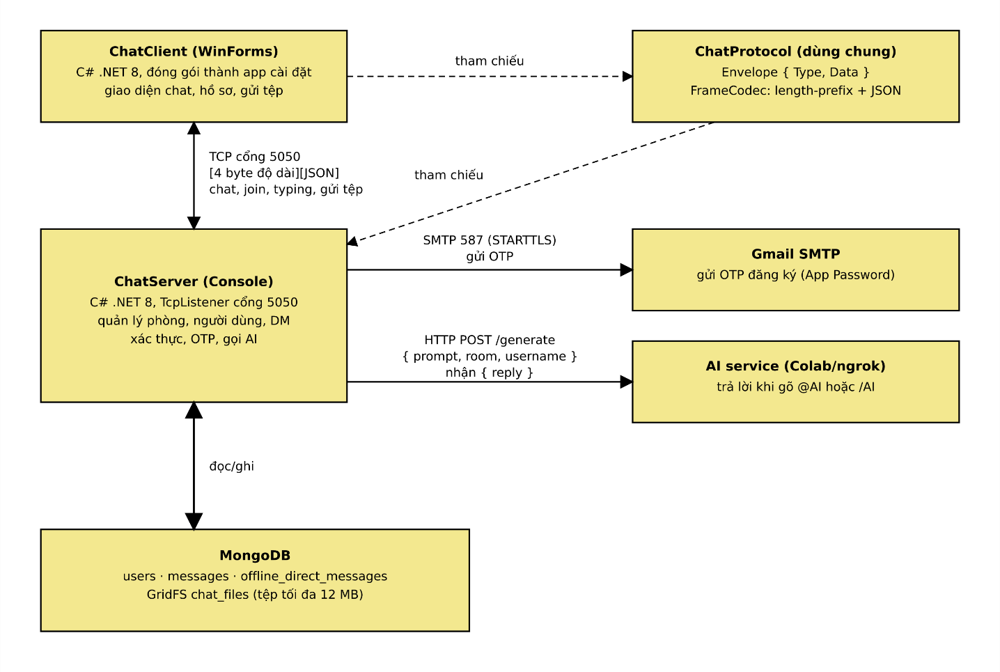 ChatClient (WinForms)
C# .NET 8, đóng gói thành app cài đặt
giao diện chat, hồ sơ, gửi tệp
tham chiếu
ChatProtocol (dùng chung)
Envelope { Type, Data }
FrameCodec: length-prefix + JSON
TCP cổng 5050
[4 byte độ dài][JSON]
chat, join, typing, gửi tệp
tham chiếu
ChatServer (Console)
C# .NET 8, TcpListener cổng 5050
quản lý phòng, người dùng, DM
xác thực, OTP, gọi AI
SMTP 587 (STARTTLS)
gửi OTP
Gmail SMTP
gửi OTP đăng ký (App Password)
HTTP POST /generate
{ prompt, room, username }
nhận { reply }
AI service (Colab/ngrok)
trả lời khi gõ @AI hoặc /AI
đọc/ghi
MongoDB
users · messages · offline_direct_messages
GridFS chat_files (tệp tối đa 12 MB)